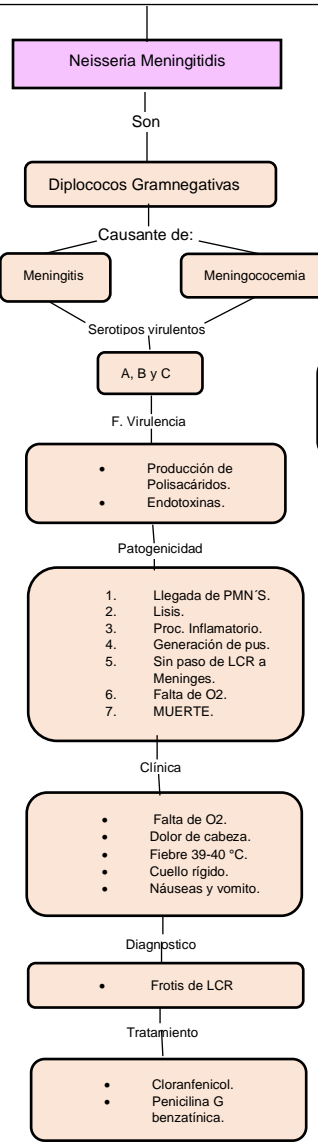 Neisseria Meningitidis
Son
Diplococos Gramnegativas
Causante de:
Meningitis
Meningococemia
Serotipos virulentos
A, B y C
F. Virulencia
• Producción de
Polisacáridos.
• Endotoxinas.
Patogenicidad
1. Llegada de PMN´S.
2. Lisis.
3. Proc. Inflamatorio.
4. Generación de pus.
5. Sin paso de LCR a
Meninges.
6. Falta de O2.
7. MUERTE.
Clínica
• Falta de O2.
• Dolor de cabeza.
• Fiebre 39-40 °C.
• Cuello rígido.
• Náuseas y vomito.
Diagnostico
• Frotis de LCR
Tratamiento
• Cloranfenicol.
• Penicilina G
benzatínica.